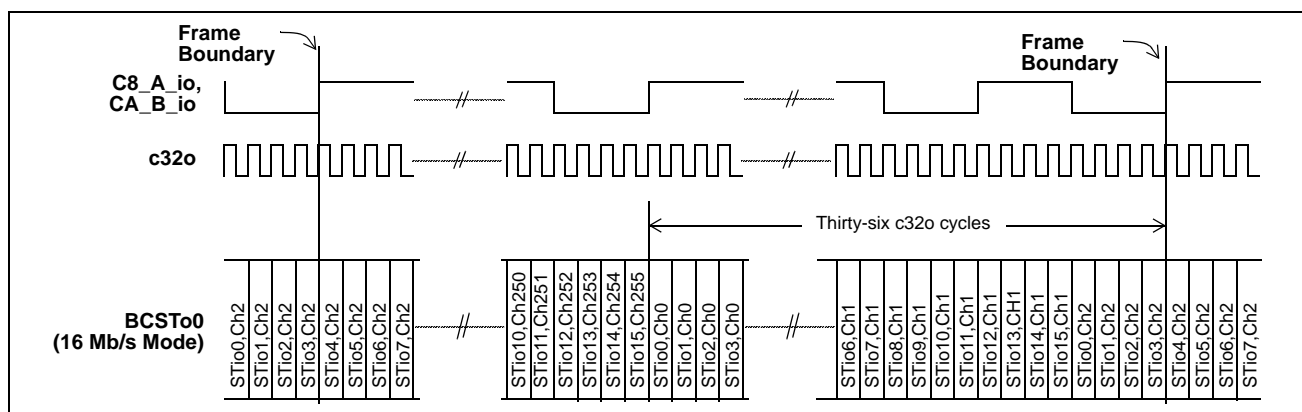 Frame
Boundary
Frame
Boundary
C8_A_io,
CA_B_io
c32o
Thirty-six c32o cycles
BCSTo0
(16 Mb/s Mode)
STio0,Ch2
STio1,Ch2
STio2,Ch2
STio3,Ch2
STio4,Ch2
STio5,Ch2
STio6,Ch2
STio7,Ch2
STio10,Ch250
STio11,Ch251
STio12,Ch252
STio13,Ch253
STio14,Ch254
STio15,Ch255
STio0,Ch0
STio1,Ch0
STio2,Ch0
STio3,Ch0
STio6,Ch1
STio7,Ch1
STio8,Ch1
STio9,Ch1
STio10,Ch1
STio11,Ch1
STio12,Ch1
STio13,CH1
STio14,Ch1
STio15,Ch1
STio0,Ch2
STio1,Ch2
STio2,Ch2
STio3,Ch2
STio4,Ch2
STio5,Ch2
STio6,Ch2
STio7,Ch2